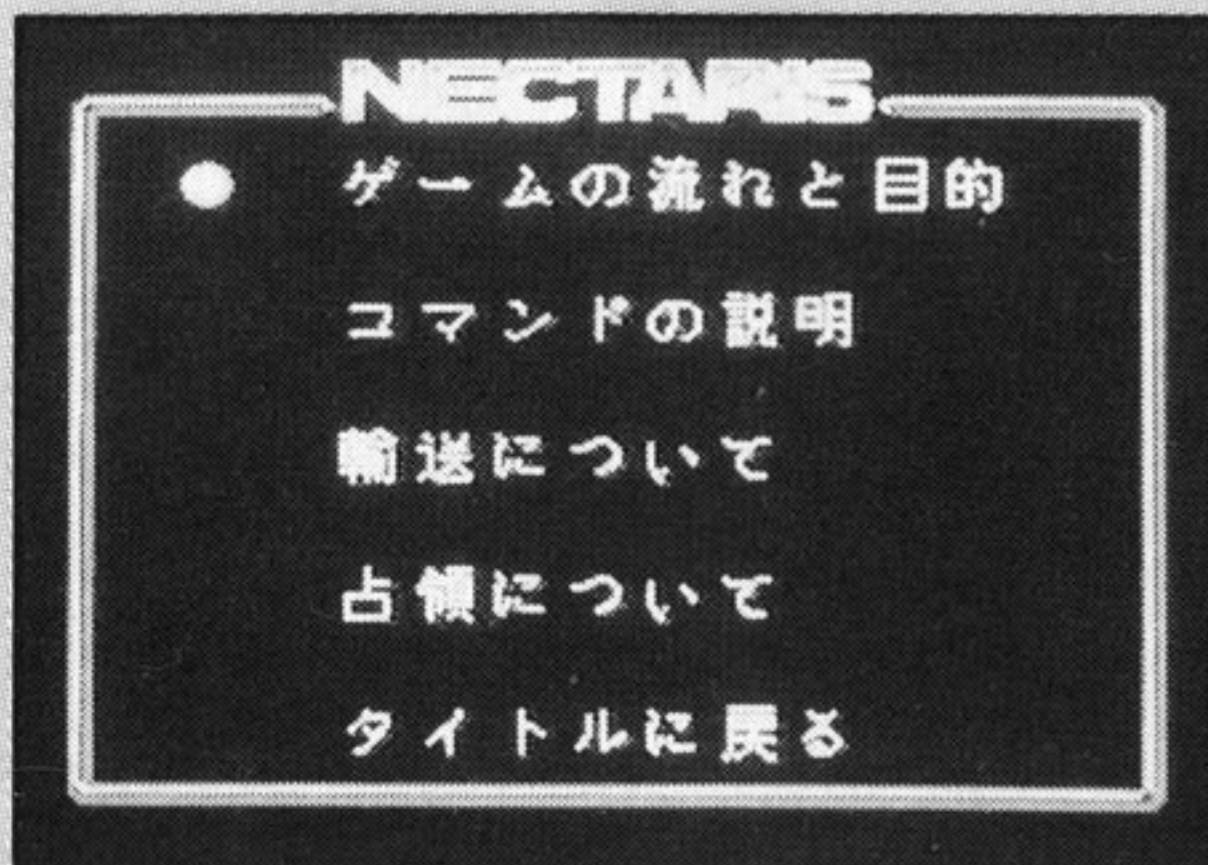 NECTARIS
ゲームの流れと目的
コマンドの説明
輸送について
占領について
タイトルに戻る